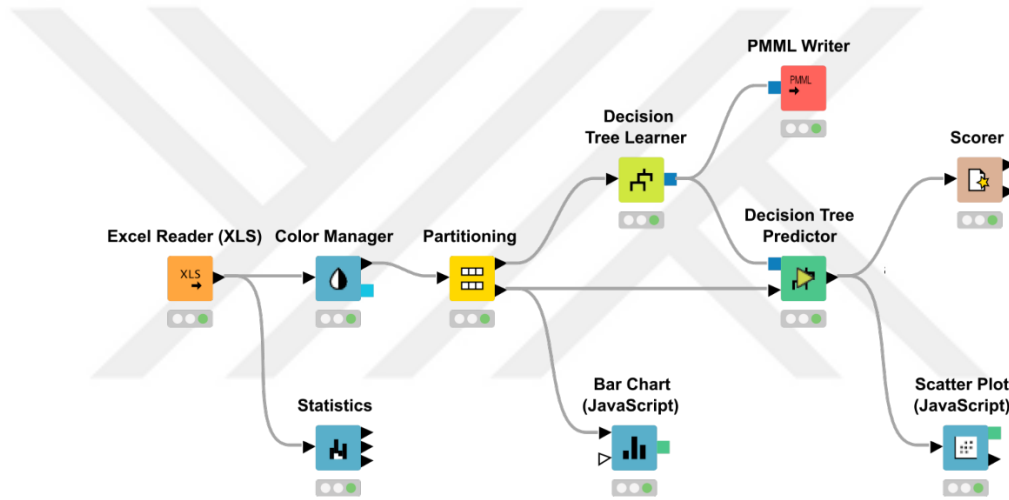 PMML Writer
PMML
Decision
Tree Learner
Scorer
Decision Tree
Predictor
Excel Reader (XLS)
Color Manager
Partitioning
XLS
Statistics
Bar Chart
(JavaScript)
Scatter Plot
(JavaScript)